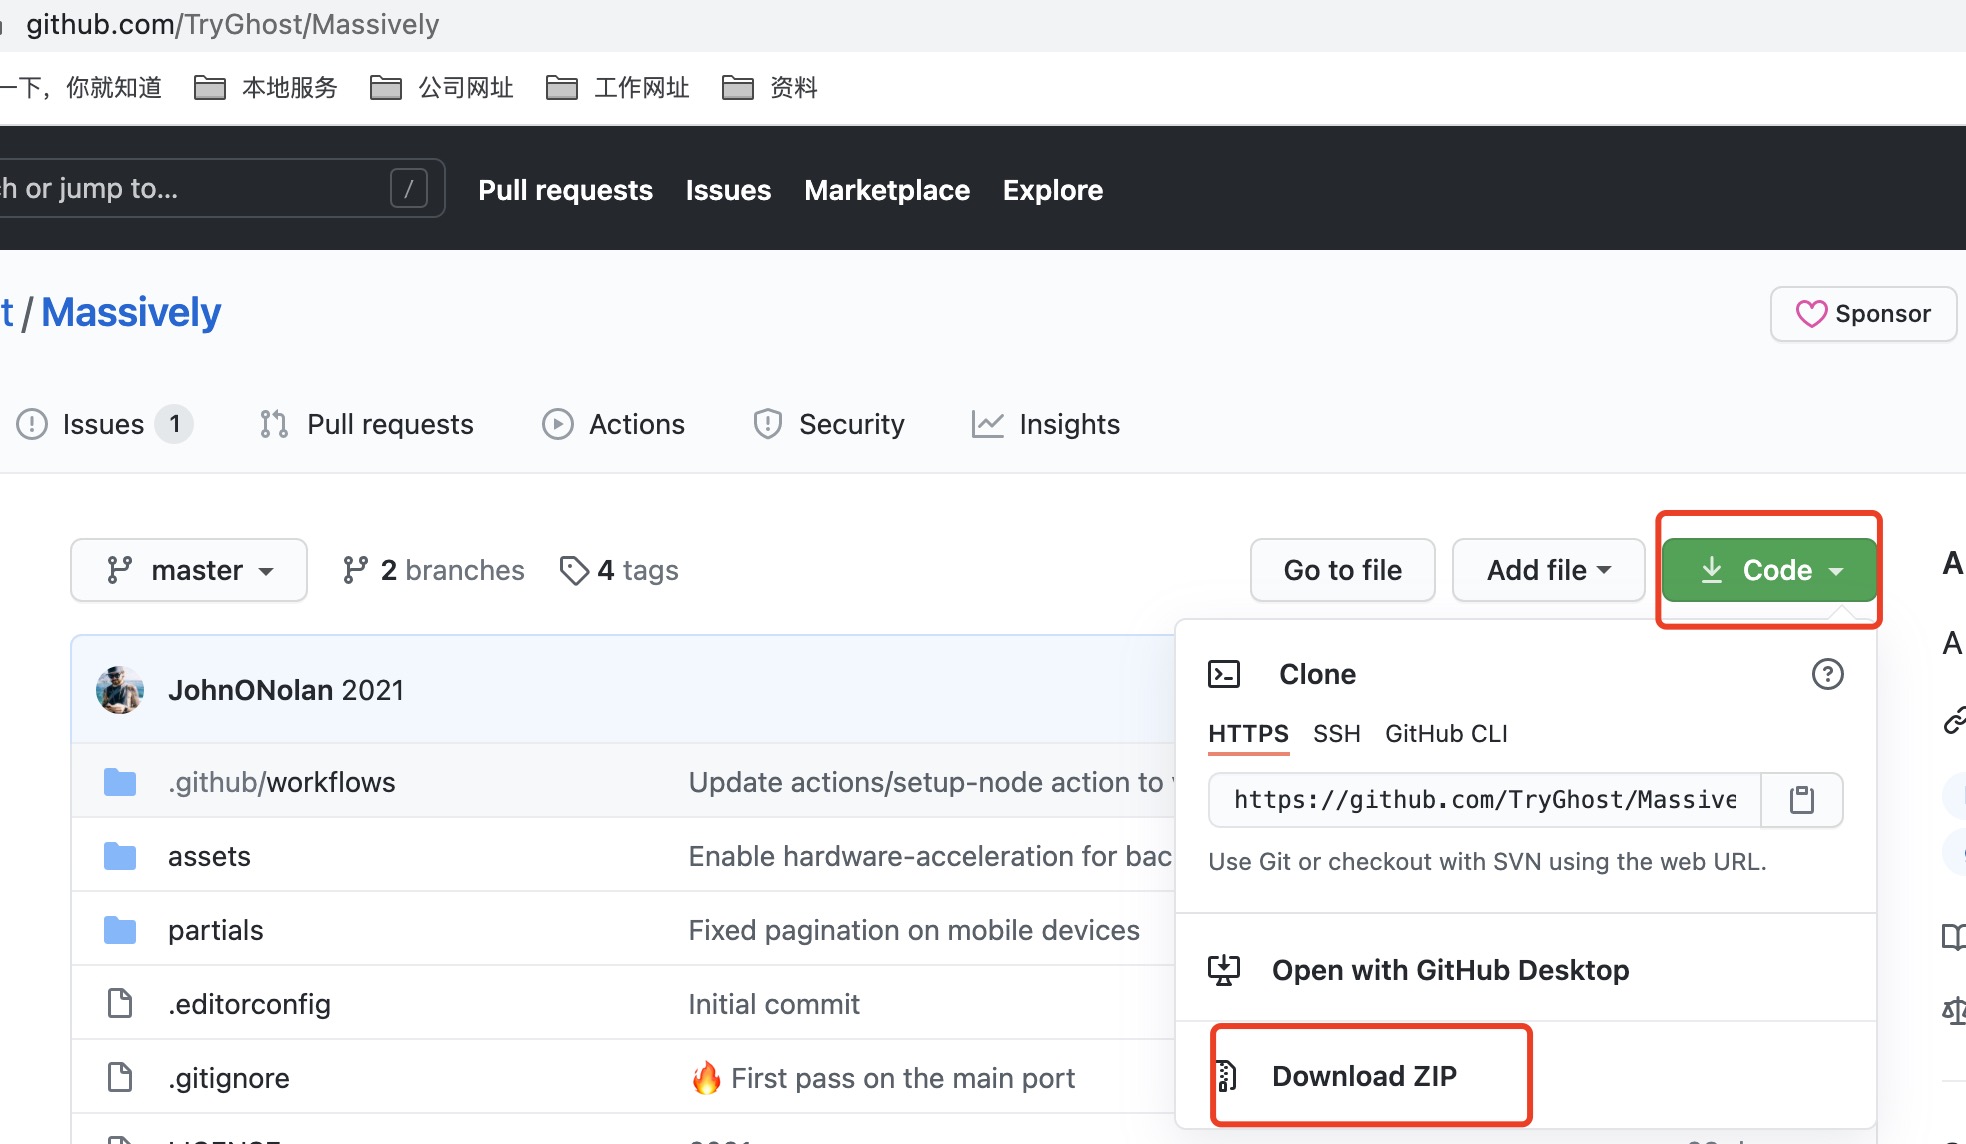 github.com/TryGhost/Massively
一下，你就知道 本地服务 公司网址 工作网址 资料
or jump to... /
Pull requests Issues Marketplace Explore
t / Massively
Sponsor
Issues 1 Pull requests Actions Security Insights
master 2 branches 4 tags Go to file Add file Code
JohnONolan 2021
.github/workflows Update actions/setup-node action to
assets Enable hardware-acceleration for bac
partials Fixed pagination on mobile devices
.editorconfig Initial commit
.gitignore 🔥 First pass on the main port
Clone
HTTPS SSH GitHub CLI
https://github.com/TryGhost/Massive
Use Git or checkout with SVN using the web URL.
Open with GitHub Desktop
Download ZIP
A
A